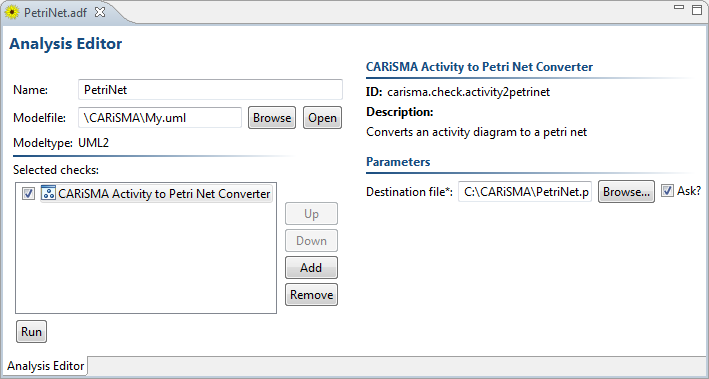 PetriNet.adf
Analysis Editor
Name: PetriNet
Modelfile: \CARiSMA\My.uml Browse Open
Modeltype: UML2
Selected checks:
CARiSMA Activity to Petri Net Converter
Up
Down
Add
Remove
Run
CARiSMA Activity to Petri Net Converter
ID: carisma.check.activity2petrinet
Description:
Converts an activity diagram to a petri net
Parameters
Destination file*: C:\CARiSMA\PetriNet.p Browse... Ask?
Analysis Editor